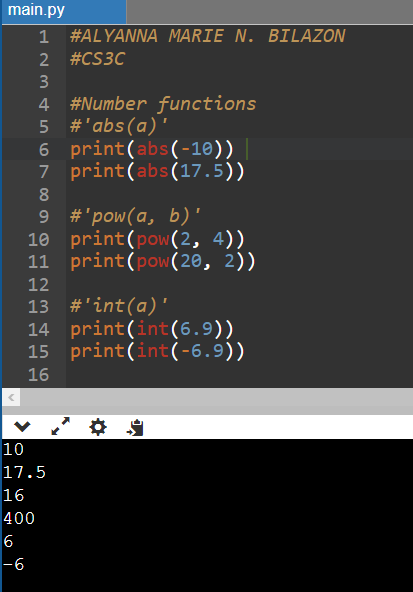 main.py
1 #ALYANNA MARIE N. BILAZON
2 #CS3C
3
4 #Number functions
5 #'abs(a)'
6 print(abs(-10))
7 print(abs(17.5))
8
9 #'pow(a, b)'
10 print(pow(2, 4))
11 print(pow(20, 2))
12
13 #'int(a)'
14 print(int(6.9))
15 print(int(-6.9))
16
10
17.5
16
400
6
-6